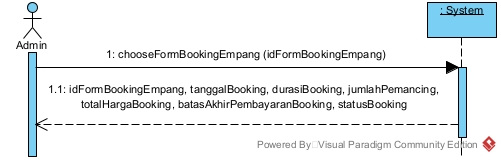 : System
Admin
1: chooseFormBookingEmpang (idFormBookingEmpang)
1.1: idFormBookingEmpang, tanggalBooking, durasiBooking, jumlahPemancing,
totalHargaBooking, batasAkhirPembayaranBooking, statusBooking
Powered By Visual Paradigm Community Edition